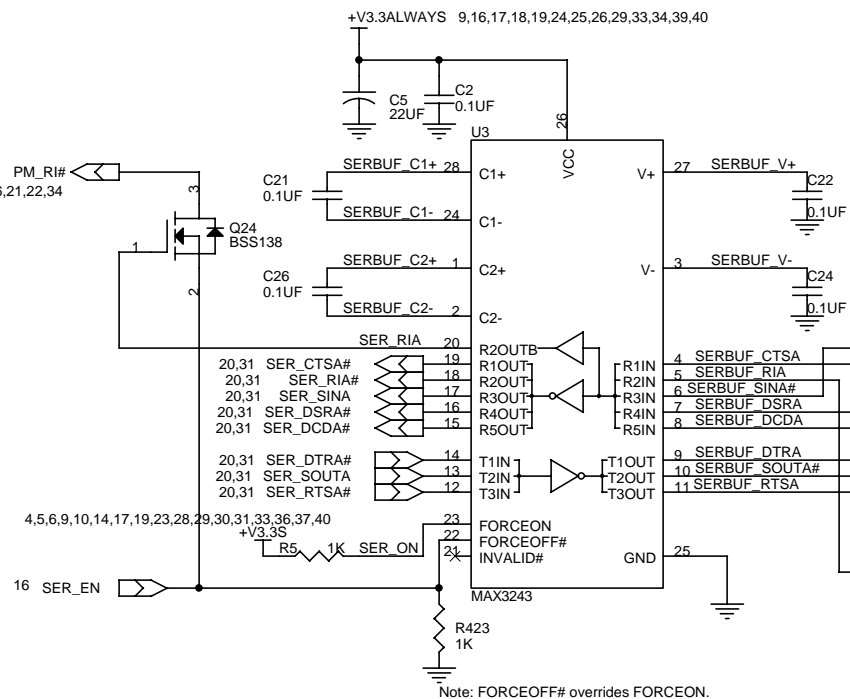 +V3.3ALWAYS 9,16,17,18,19,24,25,26,29,33,34,39,40
C5
22UF
C2
0.1UF
26
U3
VCC
PM_RI#
6,21,22,34
3
Q24
BSS138
1
2
C21
0.1UF
SERBUF_C1+ 28 C1+
SERBUF_C1- 24 C1-
C26
0.1UF
SERBUF_C2+ 1 C2+
SERBUF_C2- 2 C2-
V+ 27 SERBUF_V+
C22
0.1UF
V- 3 SERBUF_V-
C24
0.1UF
SER_RIA 20 R2OUTB
20,31 SER_CTSA# 19 R1OUT
20,31 SER_RIA# 18 R2OUT
20,31 SER_SINA 17 R3OUT
20,31 SER_DSRA# 16 R4OUT
20,31 SER_DCDA# 15 R5OUT
R1IN 4 SERBUF_CTSA
R2IN 5 SERBUF_RIA
R3IN 6 SERBUF_SINA#
R4IN 7 SERBUF_DSRA
R5IN 8 SERBUF_DCDA
20,31 SER_DTRA# 14 T1IN
20,31 SER_SOUTA 13 T2IN
20,31 SER_RTSA# 12 T3IN
T1OUT 9 SERBUF_DTRA
T2OUT 10 SERBUF_SOUTA#
T3OUT 11 SERBUF_RTSA
4,5,6,9,10,14,17,19,23,28,29,30,31,33,36,37,40
+V3.3S
R5 1K SER_ON 23 FORCEON
22 FORCEOFF#
21 INVALID#
GND 25
16 SER_EN
MAX3243
R423
1K
Note: FORCEOFF# overrides FORCEON.